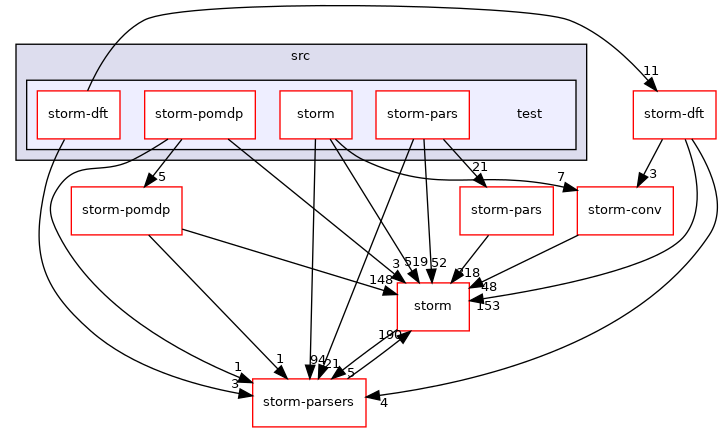 src
11
storm-dft
storm-pomdp
storm
storm-pars
test
storm-dft
21
5
7
3
storm-pomdp
storm-pars
storm-conv
3
519
52
318
148
48
153
storm
190
1
94
21
1
5
3
4
storm-parsers